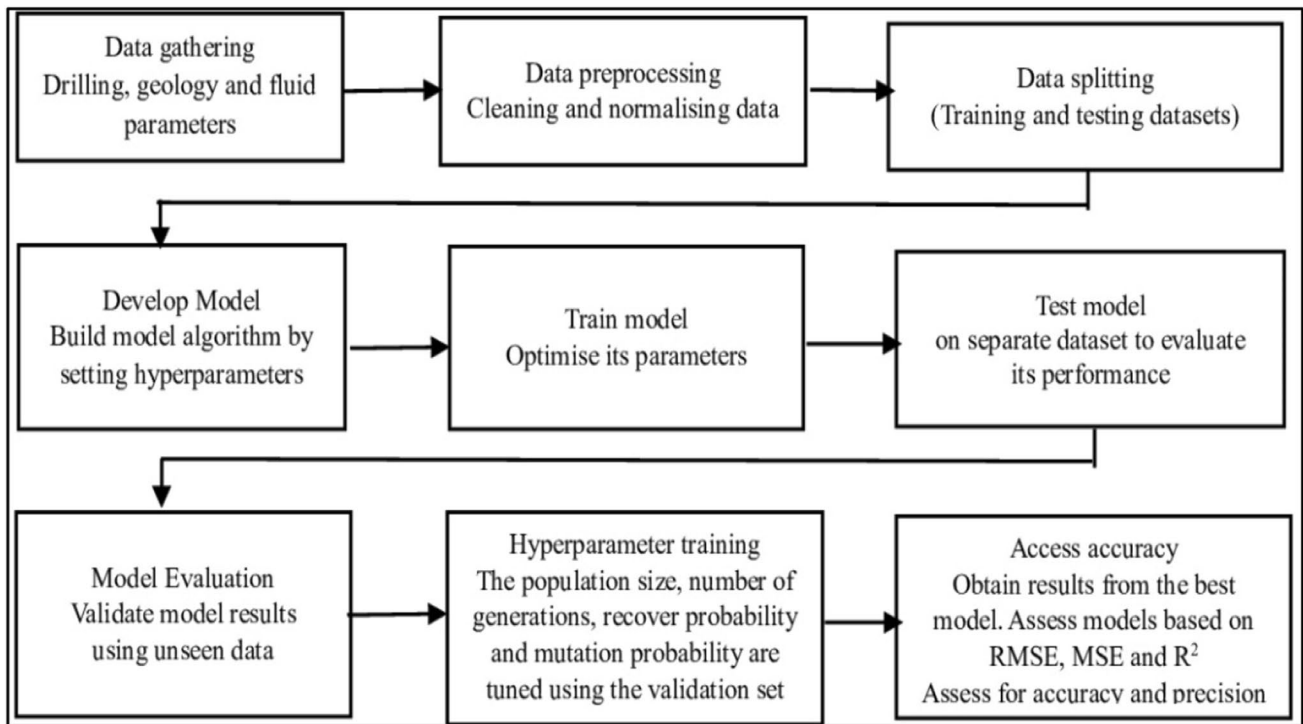 Data gathering
Drilling, geology and fluid
parameters
Data preprocessing
Cleaning and normalising data
Data splitting
(Training and testing datasets)
Develop Model
Build model algorithm by
setting hyperparameters
Train model
Optimise its parameters
Test model
on separate dataset to evaluate
its performance
Model Evaluation
Validate model results
using unseen data
Hyperparameter training
The population size, number of
generations, recover probability
and mutation probability are
tuned using the validation set
Access accuracy
Obtain results from the best
model. Assess models based on
RMSE, MSE and R²
Assess for accuracy and precision